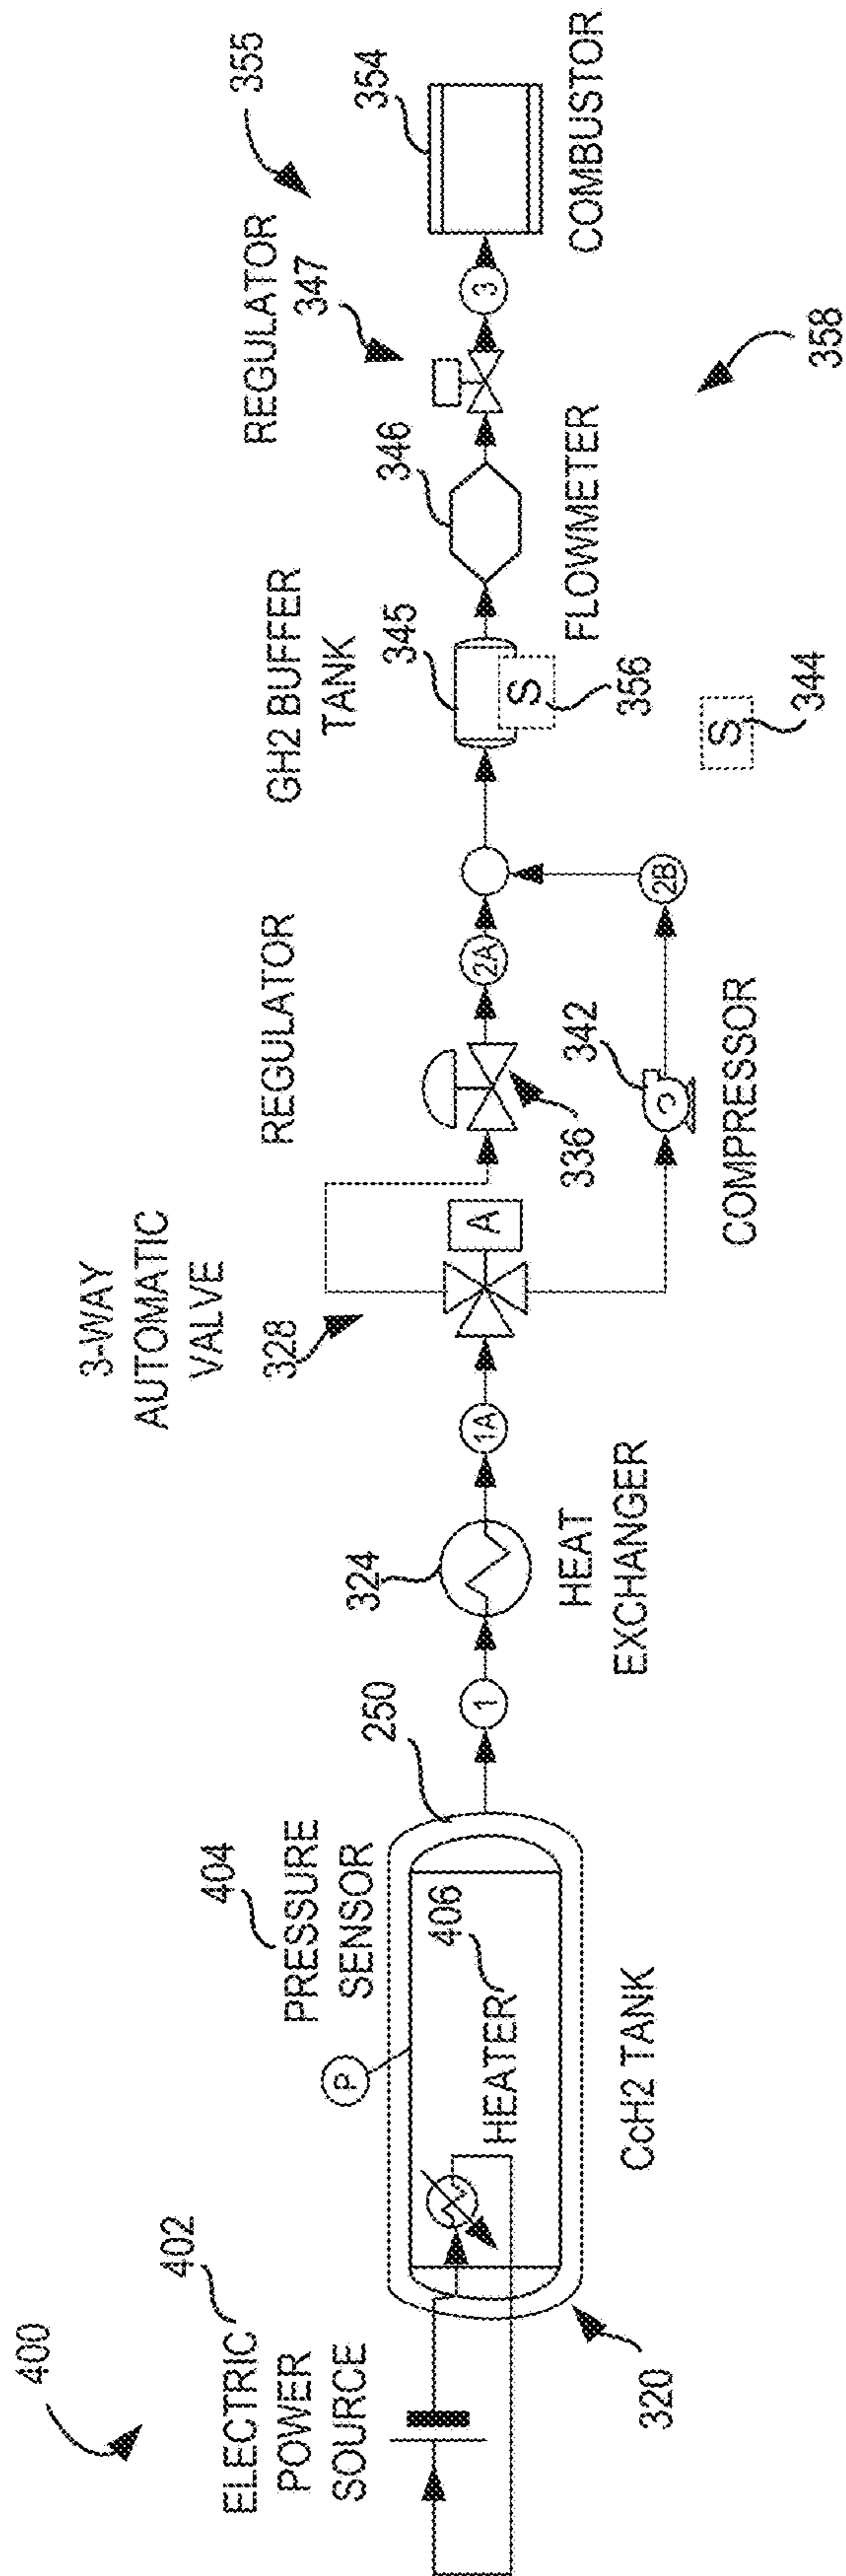 400
ELECTRIC
POWER
SOURCE
402
320
CcH2 TANK
HEATER
406
P
PRESSURE
SENSOR
404
250
1
HEAT
EXCHANGER
324
1A
3-WAY
AUTOMATIC
VALVE
328
A
REGULATOR
336
2A
COMPRESSOR
342
2B
GH2 BUFFER
TANK
345
S
356
S
344
FLOWMETER
346
REGULATOR
347
3
COMBUSTOR
354
355
358